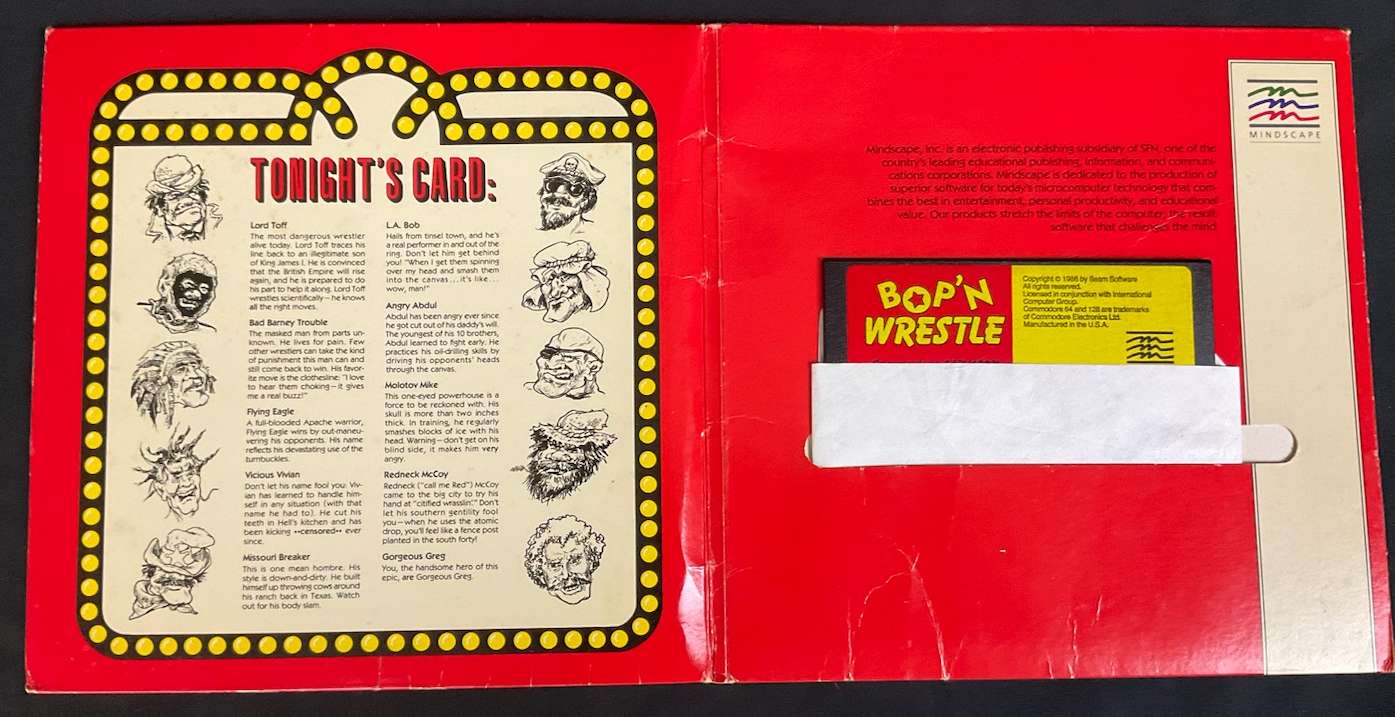 TONIGHT'S CARD:
Lord Toff
The most dangerous wrestler
alive today. Lord Toff traces his
line back to an illegitimate son
of King James I. He is convinced
that the British Empire will rise
again, and he is prepared to do
his part to help it along. Lord Toff
wrestles scientifically—he knows
all the right moves.
Bad Barney Trouble
The masked man from parts un-
known. He lives for pain. Few
other wrestlers can take the kind
of punishment this man can and
still come back to win. His favor-
ite move is the clothesline: "I love
to hear them choking—it gives
me a real buzz!"
Flying Eagle
A full-blooded Apache warrior,
Flying Eagle wins by out-maneu-
vering his opponents. His name
reflects his devastating use of the
turnbuckles.
Vicious Vivian
Don't let his name fool you: Viv-
ian has learned to handle him-
self in any situation (with that
name he had to). He cut his
teeth in Hell's kitchen and has
been kicking ••censored•• ever
since.
Missouri Breaker
This is one mean hombre. His
style is down-and-dirty. He built
himself up throwing cows around
his ranch back in Texas. Watch
out for his body slam.
L.A. Bob
Hails from tinsel town, and he's
a real performer in and out of the
ring. Don't let him get behind
you! "When I get them spinning
over my head and smash them
into the canvas...it's like...
wow, man!"
Angry Abdul
Abdul has been angry ever since
he got cut out of his daddy's will.
The youngest of his 10 brothers,
Abdul learned to fight early. He
practices his oil-drilling skills by
driving his opponents' heads
through the canvas.
Molotov Mike
This one-eyed powerhouse is a
force to be reckoned with. His
skull is more than two inches
thick. In training, he regularly
smashes blocks of ice with his
head. Warning—don't get on his
blind side, it makes him very
angry.
Redneck McCoy
Redneck ("call me Red") McCoy
came to the big city to try his
hand at "citified wrasslin'." Don't
let his southern gentility fool
you—when he uses the atomic
drop, you'll feel like a fence post
planted in the south forty!
Gorgeous Greg
You, the handsome hero of this
epic, are Gorgeous Greg.
MINDSCAPE
Mindscape, Inc. is an electronic publishing subsidiary of SFN, one of the
country's leading educational publishing, information, and communi-
cations corporations. Mindscape is dedicated to the production of
superior software for today's microcomputer technology that com-
bines the best in entertainment, personal productivity, and educational
value. Our products stretch the limits of the computer, the result
software that challenges the mind
BOP'N
WRESTLE
Copyright © 1986 by Beam Software
All rights reserved.
Licensed in conjunction with International
Computer Group.
Commodore 64 and 128 are trademarks
of Commodore Electronics Ltd.
Manufactured in the U.S.A.